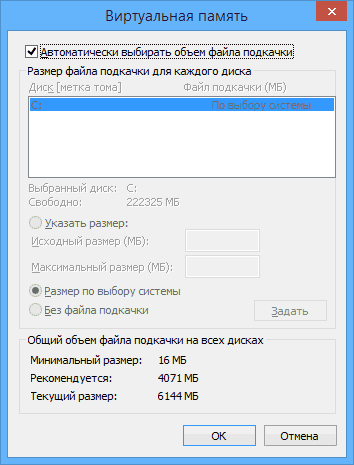 Виртуальная память
Автоматически выбирать объем файла подкачки
Размер файла подкачки для каждого диска
Диск [метка тома] Файл подкачки (МБ)
C: По выбору системы
Выбранный диск: C:
Свободно: 222325 МБ
Указать размер:
Исходный размер (МБ):
Максимальный размер (МБ):
Размер по выбору системы
Без файла подкачки Задать
Общий объем файла подкачки на всех дисках
Минимальный размер: 16 МБ
Рекомендуется: 4071 МБ
Текущий размер: 6144 МБ
ОК Отмена